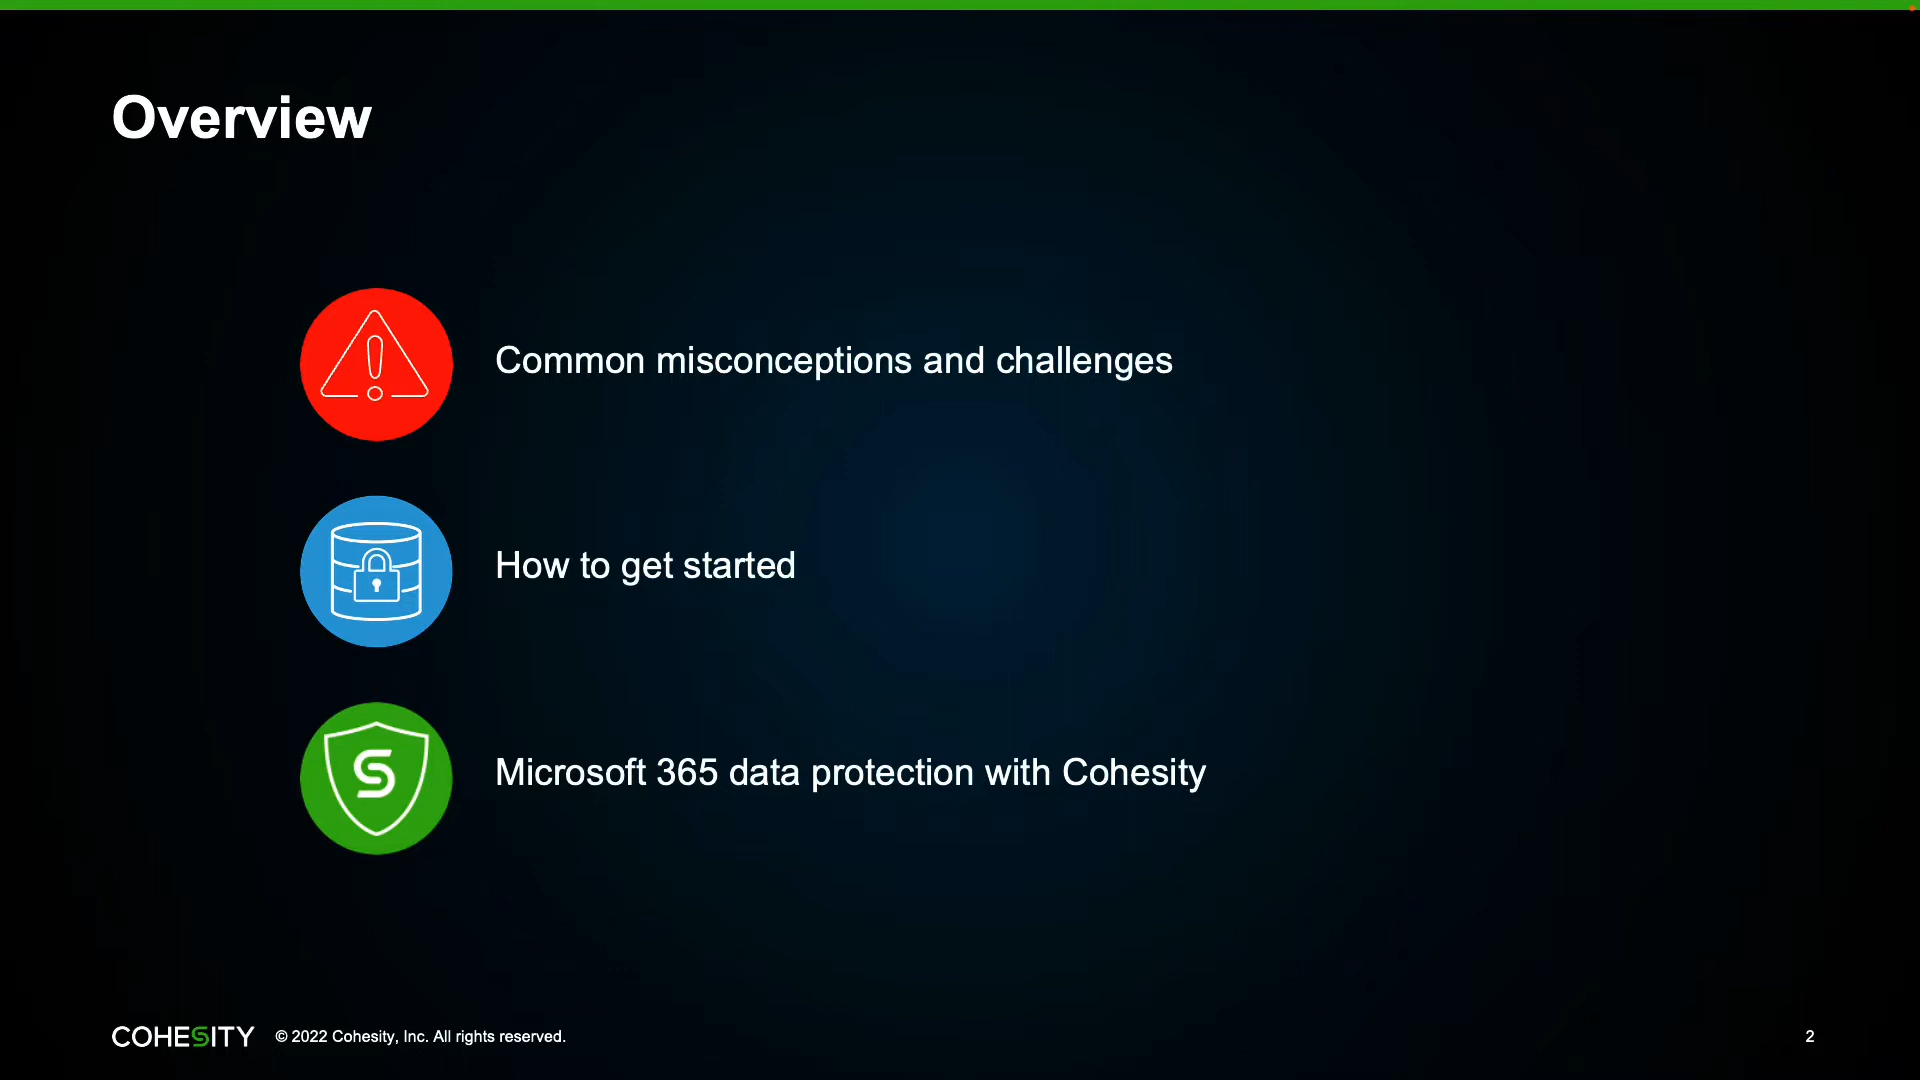 Overview
Common misconceptions and challenges
How to get started
Microsoft 365 data protection with Cohesity
COHESITY © 2022 Cohesity, Inc. All rights reserved. 2